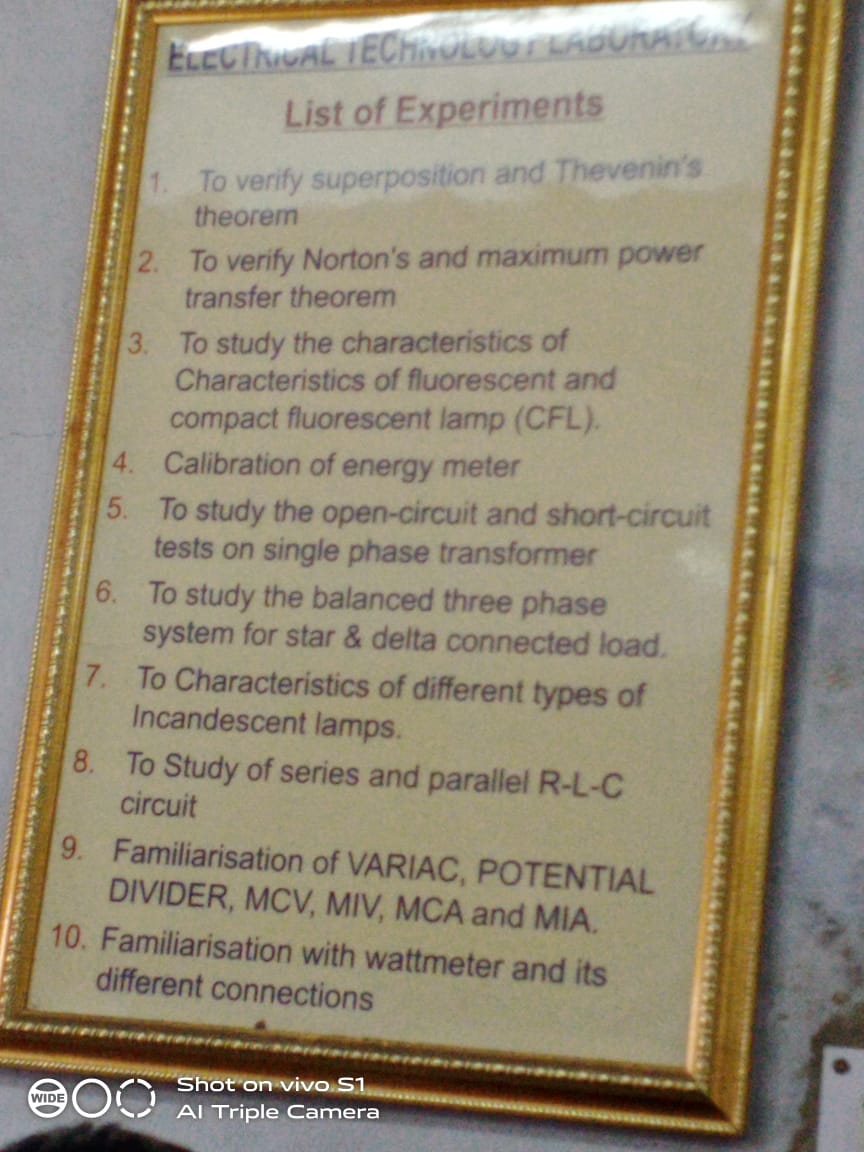 ELECTRICAL TECHNOLOGY LABORATORY
List of Experiments
1. To verify superposition and Thevenin's
theorem
2. To verify Norton's and maximum power
transfer theorem
3. To study the characteristics of
Characteristics of fluorescent and
compact fluorescent lamp (CFL).
4. Calibration of energy meter
5. To study the open-circuit and short-circuit
tests on single phase transformer
6. To study the balanced three phase
system for star & delta connected load.
7. To Characteristics of different types of
Incandescent lamps.
8. To Study of series and parallel R-L-C
circuit
9. Familiarisation of VARIAC, POTENTIAL
DIVIDER, MCV, MIV, MCA and MIA.
10. Familiarisation with wattmeter and its
different connections
WIDE
Shot on vivo S1
AI Triple Camera